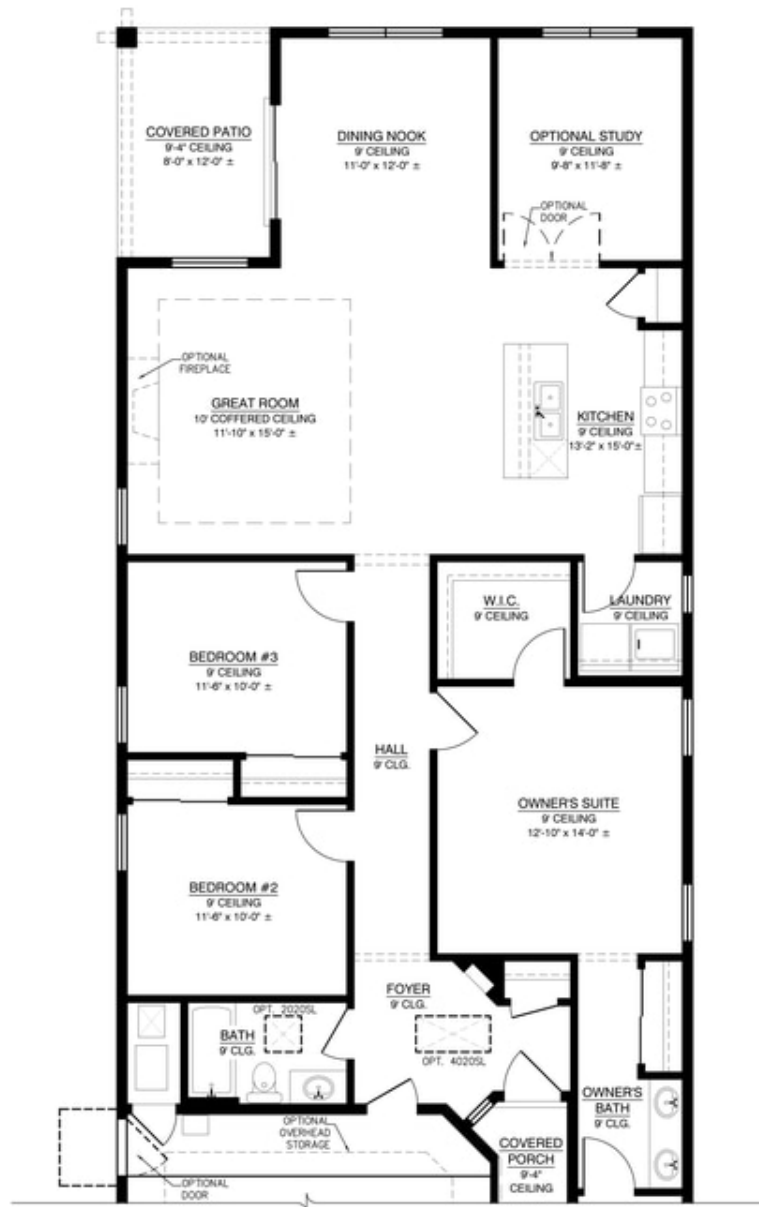 COVERED PATIO
9'-4" CEILING
8'-0" x 12'-0" ±
DINING NOOK
9' CEILING
11'-0" x 12'-0" ±
OPTIONAL STUDY
9' CEILING
9'-8" x 11'-8" ±
OPTIONAL
DOOR
OPTIONAL
FIREPLACE
GREAT ROOM
10' COFFERED CEILING
11'-10" x 15'-0" ±
KITCHEN
9' CEILING
13'-2" x 15'-0"±
W.I.C.
9' CEILING
LAUNDRY
9' CEILING
BEDROOM #3
9' CEILING
11'-6" x 10'-0" ±
HALL
9' CLG.
OWNER'S SUITE
9' CEILING
12'-10" x 14'-0" ±
BEDROOM #2
9' CEILING
11'-6" x 10'-0" ±
FOYER
9' CLG.
OPT. 2020SL
BATH
9' CLG.
OPT. 4020SL
OWNER'S
BATH
9' CLG.
OPTIONAL
OVERHEAD
STORAGE
COVERED
PORCH
9'-4"
CEILING
OPTIONAL
DOOR